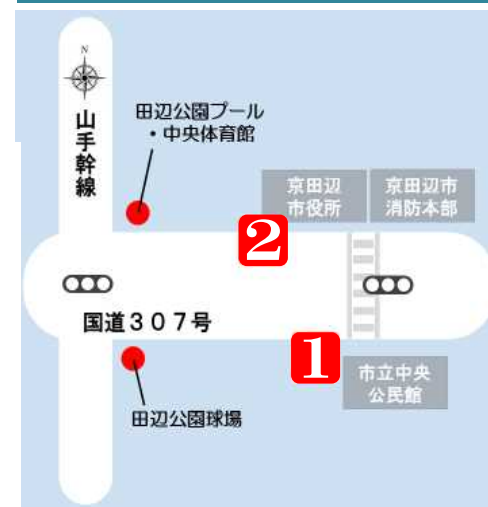 N
山手幹線
田辺公園プール
・中央体育館
京田辺
市役所
京田辺市
消防本部
2
国道307号
1
市立中央
公民館
田辺公園球場